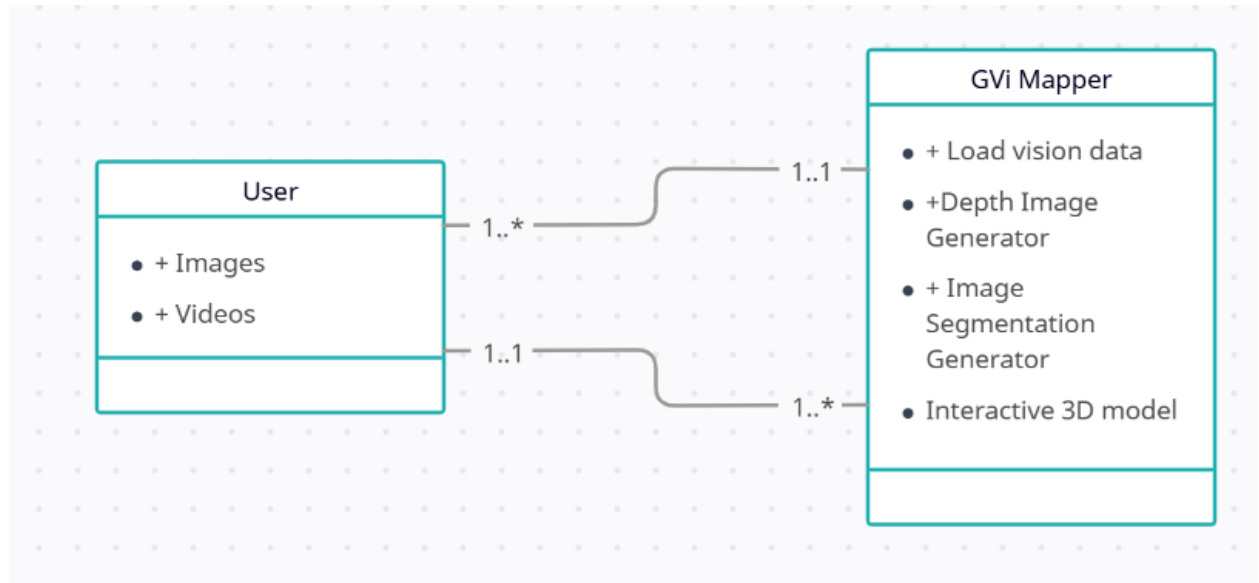 User
+ Images
+ Videos
1..*
1..1
1..1
1..*
GVi Mapper
+ Load vision data
+Depth Image
Generator
+ Image
Segmentation
Generator
Interactive 3D model